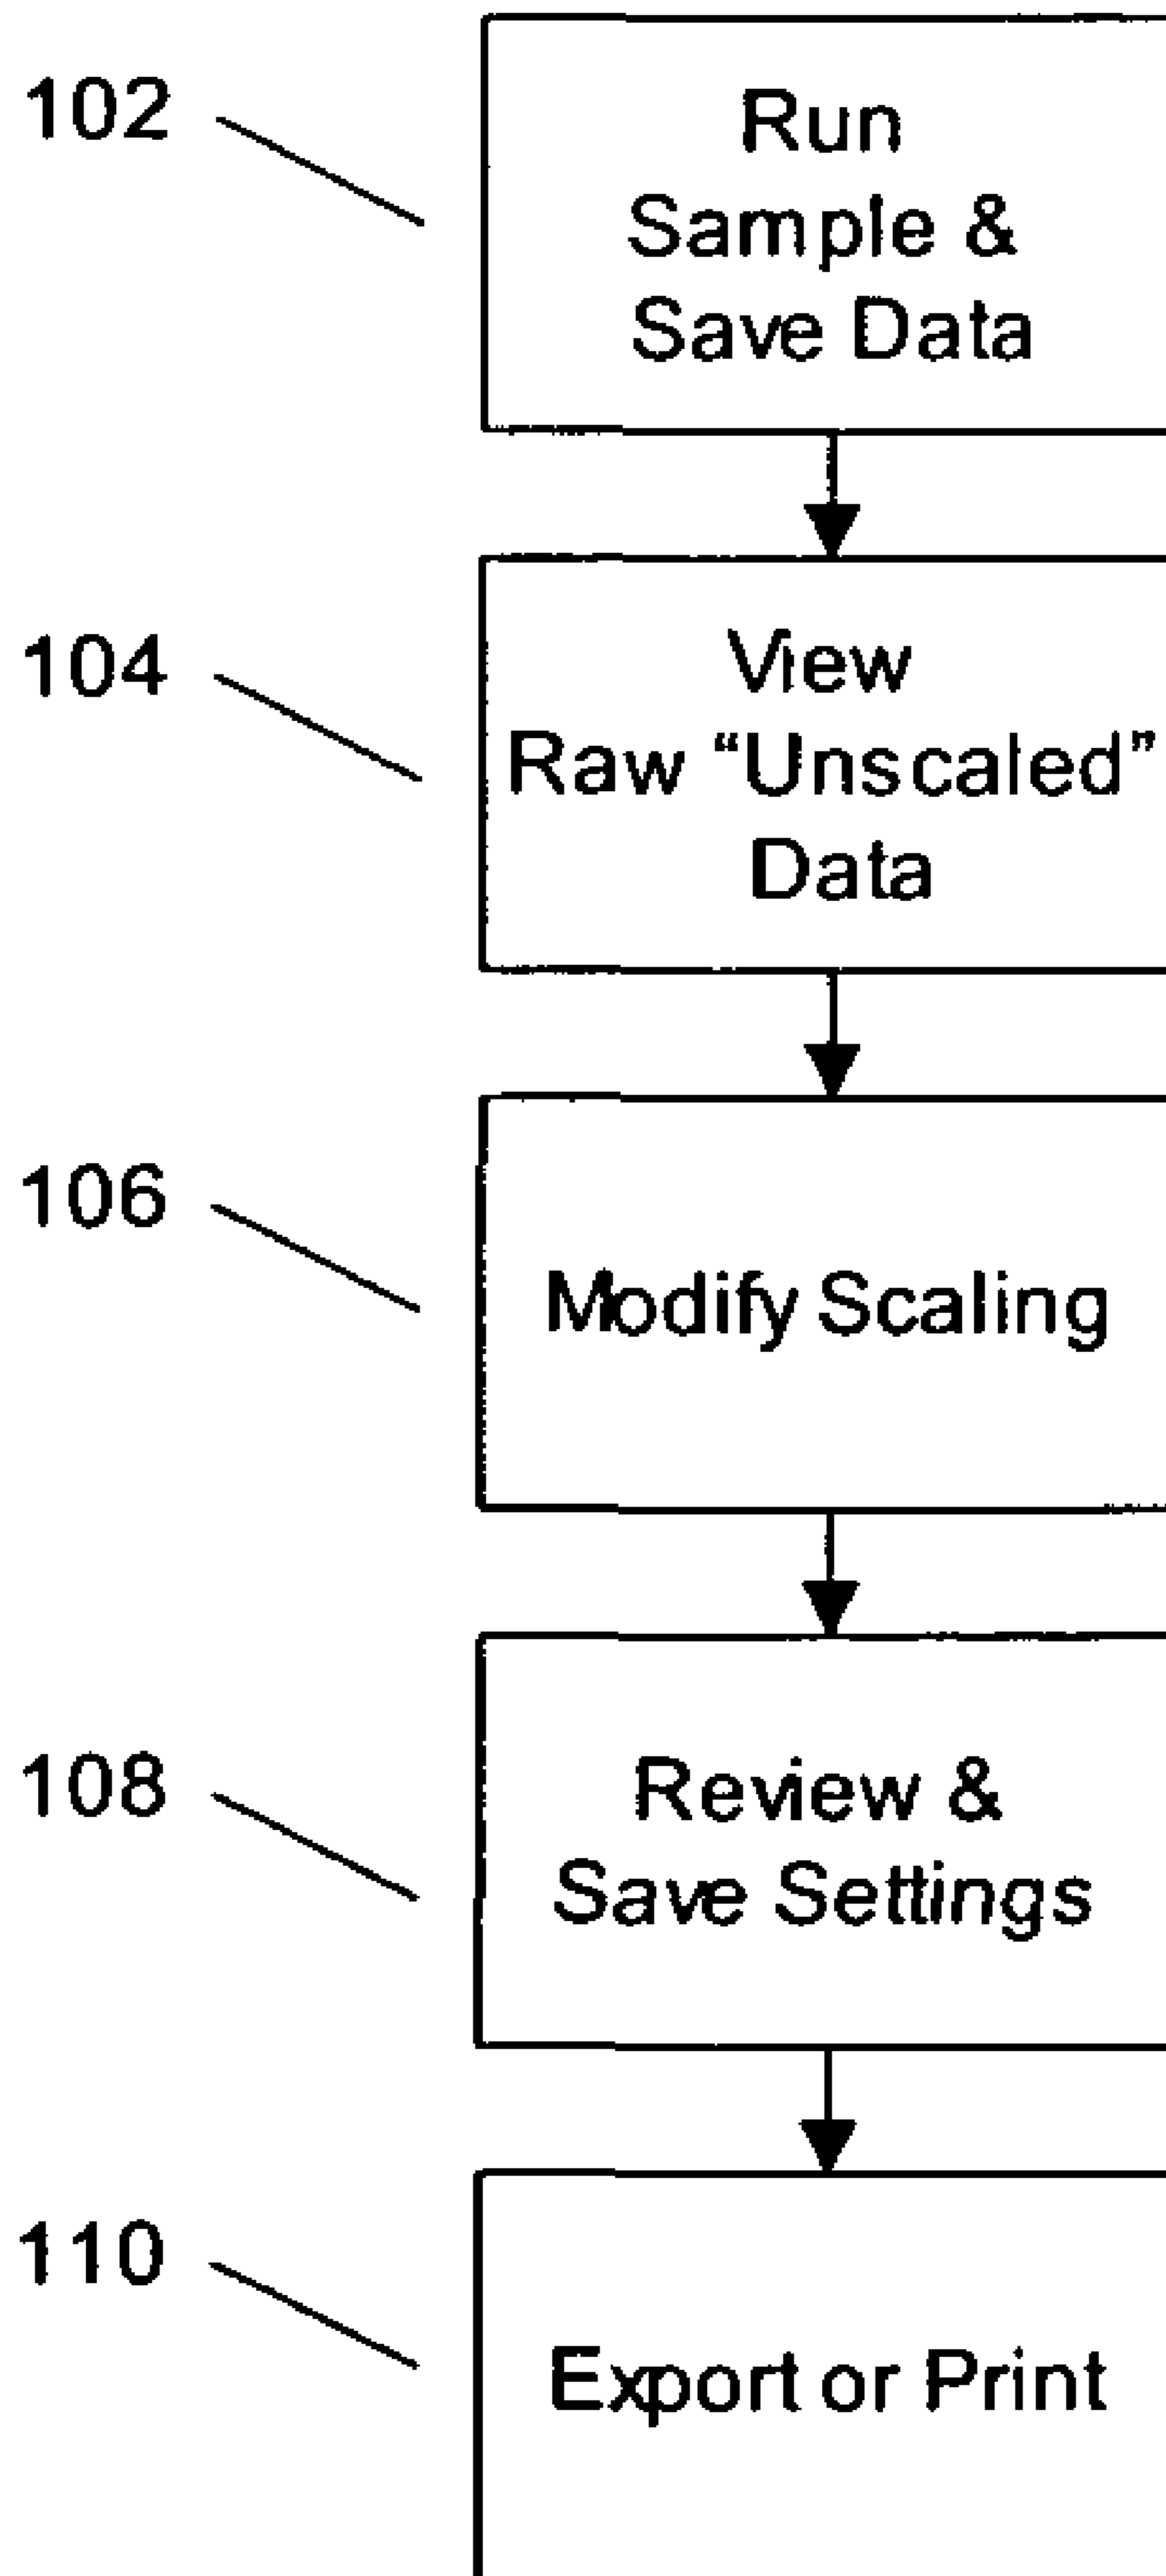 102
Run
Sample &
Save Data
104
View
Raw “Unscaled”
Data
106
Modify Scaling
108
Review &
Save Settings
110
Export or Print